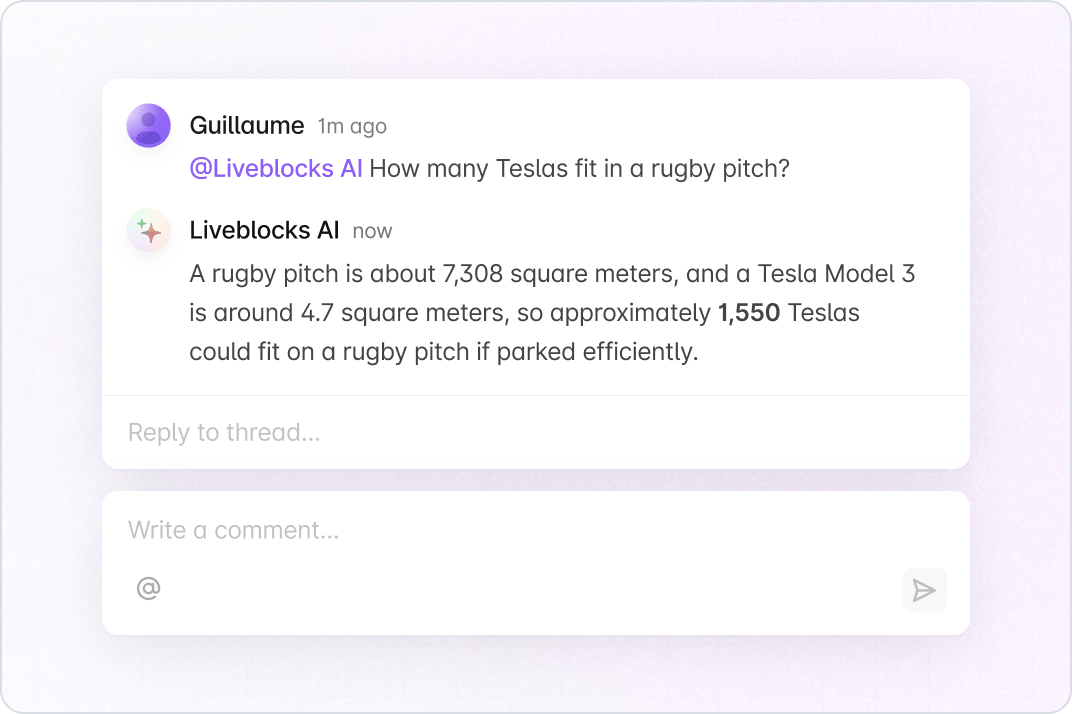 Guillaume 1m ago
@Liveblocks AI How many Teslas fit in a rugby pitch?
Liveblocks AI now
A rugby pitch is about 7,308 square meters, and a Tesla Model 3
is around 4.7 square meters, so approximately 1,550 Teslas
could fit on a rugby pitch if parked efficiently.
Reply to thread...
Write a comment...
@